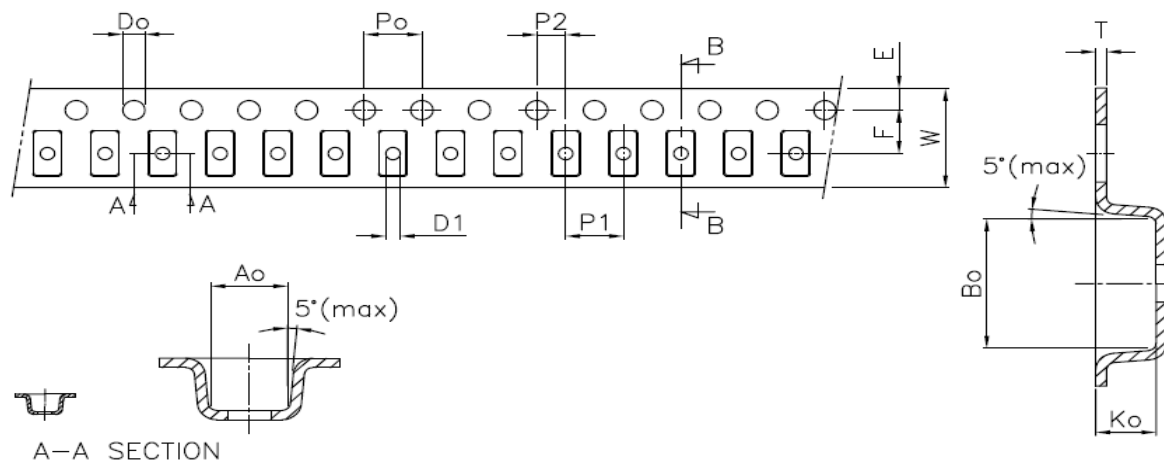 Do
Po
P2
B
T
E
F
W
A
A
D1
P1
B
5°(max)
Bo
Ko
Ao
5°(max)
A-A SECTION